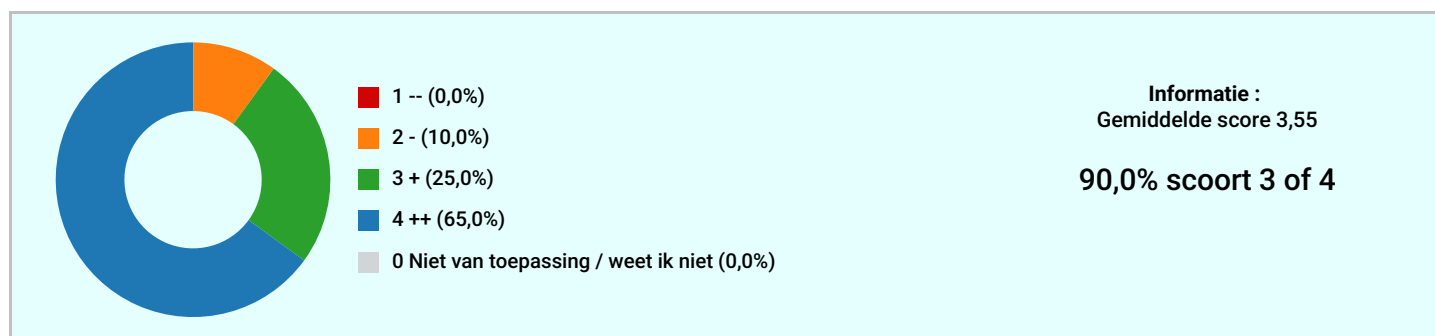 1 -- (0,0%)
2 - (10,0%)
3 + (25,0%)
4 ++ (65,0%)
0 Niet van toepassing / weet ik niet (0,0%)
Informatie :
Gemiddelde score 3,55
90,0% scoort 3 of 4